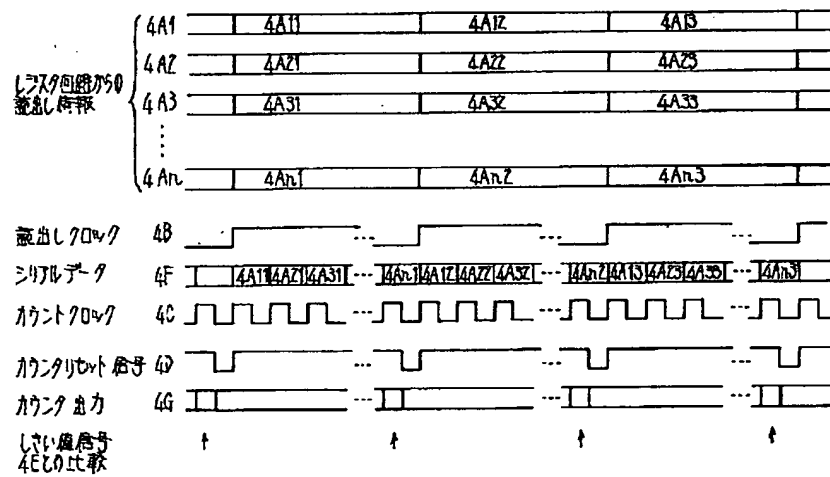 4A1 4A11 4A12 4A13
4A2 4A21 4A22 4A23
レジスタ回路からの
読出し情報
4A3 4A31 4A32 4A33
4An 4An1 4An2 4An3
読出しクロック 4B
シリアルデータ 4F 4A11 4A21 4A31 4An1 4A12 4A22 4A32 4An2 4A13 4A23 4A33 4An3
カウントクロック 4C
カウンタリセット信号 4D
カウンタ出力 4G
しきい値信号
4Eとの比較